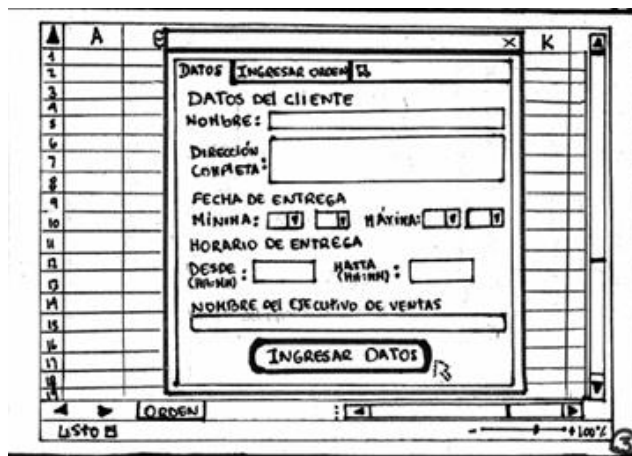 A K
1
2
3
4
5
6
7
8
9
10
11
12
13
14
15
16
17
18
DATOS INGRESAR ORDEN
DATOS DEL CLIENTE
NOMBRE:
DIRECCIÓN
COMPLETA:
FECHA DE ENTREGA
MÍNIMA: MÁXIMA:
HORARIO DE ENTREGA
DESDE: HASTA:
(HH:MM) (HH:MM)
NOMBRE DEL EJECUTIVO DE VENTAS
INGRESAR DATOS
ORDEN
LISTO - +100%
3